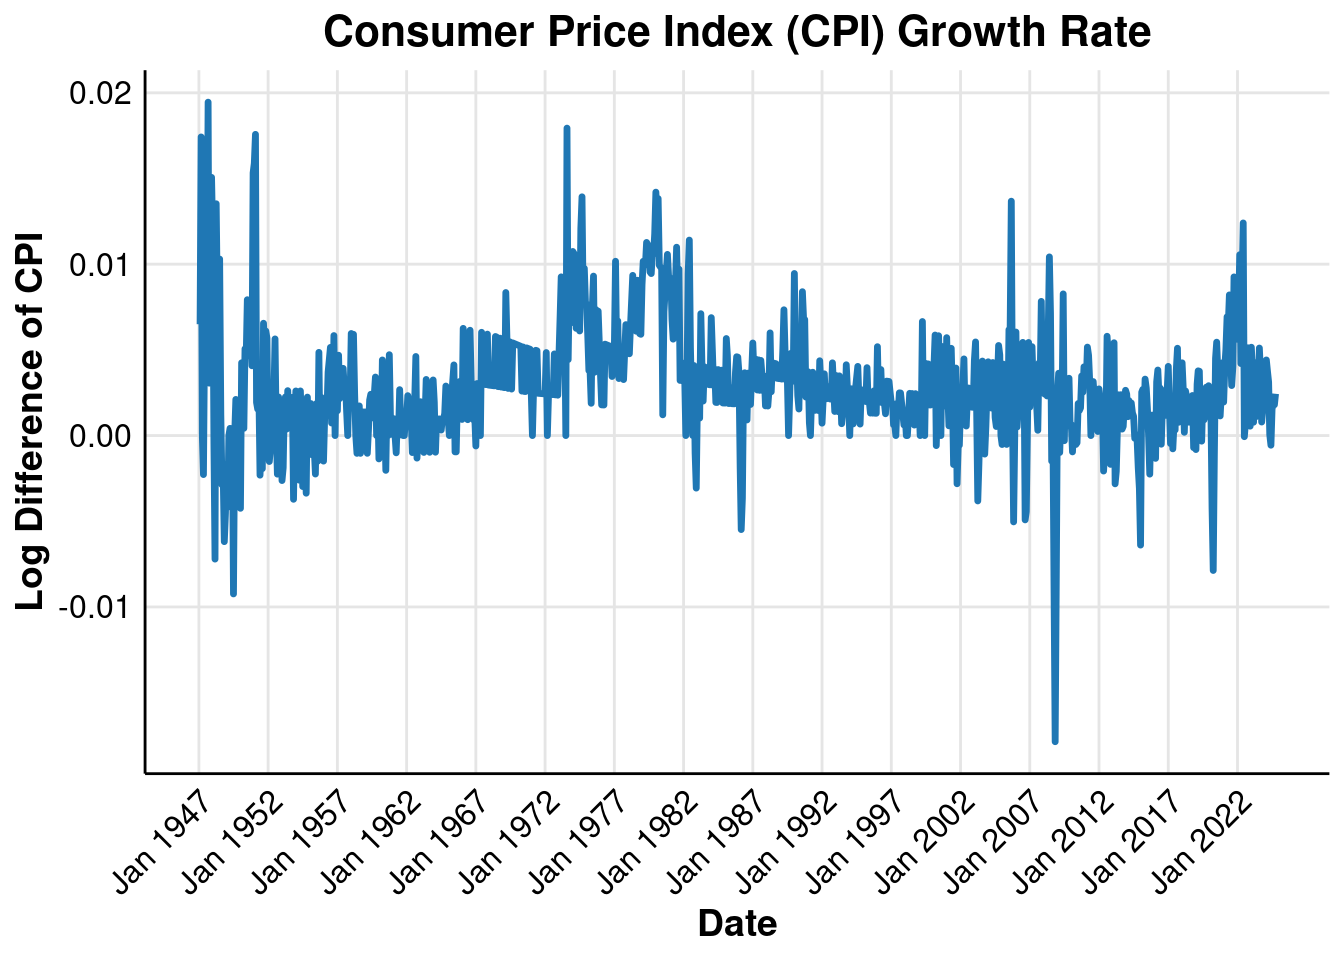 Consumer Price Index (CPI) Growth Rate
Log Difference of CPI
0.02
0.01
0.00
-0.01
Jan 1947
Jan 1952
Jan 1957
Jan 1962
Jan 1967
Jan 1972
Jan 1977
Jan 1982
Jan 1987
Jan 1992
Jan 1997
Jan 2002
Jan 2007
Jan 2012
Jan 2017
Jan 2022
Date